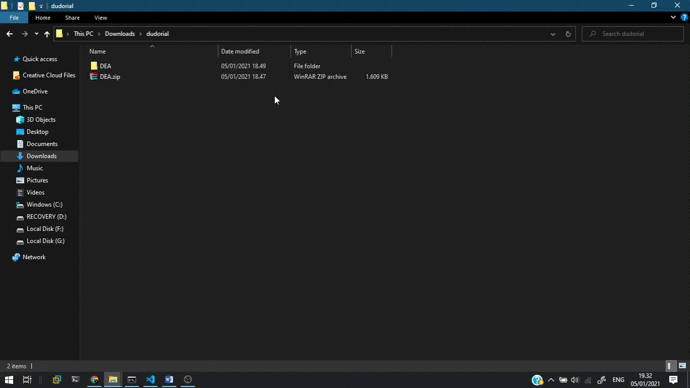 dudorial
File Home Share View
This PC > Downloads > dudorial
Search dudorial
Name Date modified Type Size
DEA 05/01/2021 18.49 File folder
DEA.zip 05/01/2021 18.47 WinRAR ZIP archive 1.609 KB
Quick access
Creative Cloud Files
OneDrive
This PC
3D Objects
Desktop
Documents
Downloads
Music
Pictures
Videos
Windows (C:)
RECOVERY (D:)
Local Disk (F:)
Local Disk (G:)
Network
2 items
ENG
19.32
05/01/2021